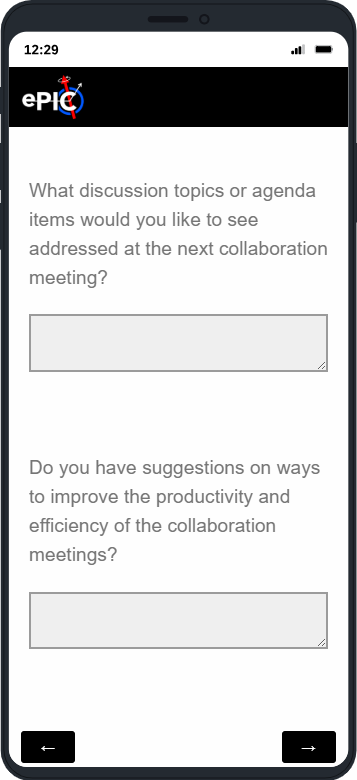 12:29
ePIC
What discussion topics or agenda
items would you like to see
addressed at the next collaboration
meeting?
Do you have suggestions on ways
to improve the productivity and
efficiency of the collaboration
meetings?
← →